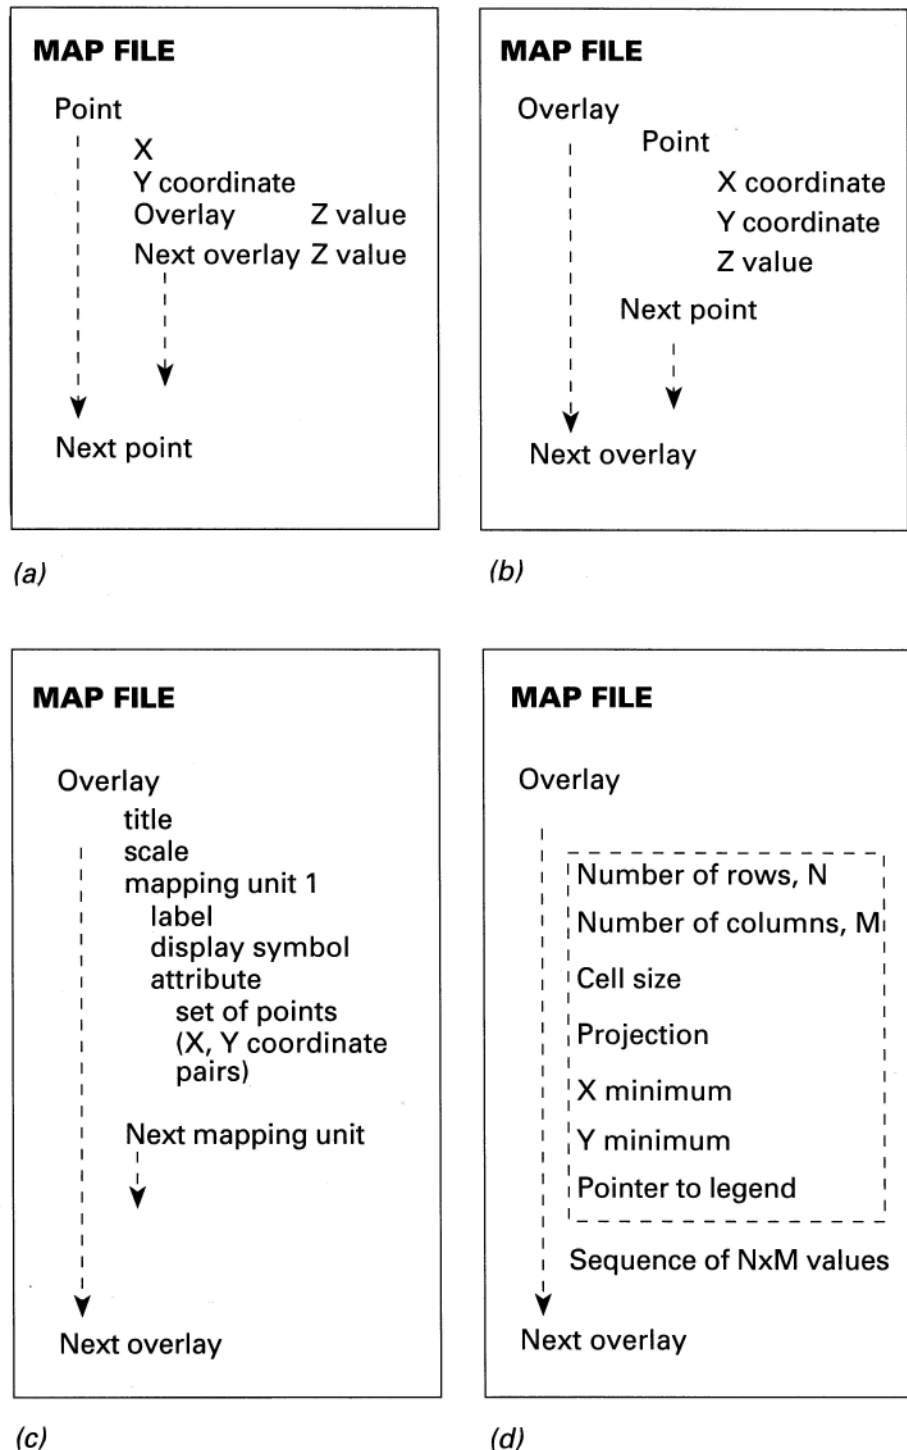 MAP FILE
Point
X
Y coordinate
Overlay Z value
Next overlay Z value
Next point
(a)
MAP FILE
Overlay
Point
X coordinate
Y coordinate
Z value
Next point
Next overlay
(b)
MAP FILE
Overlay
title
scale
mapping unit 1
label
display symbol
attribute
set of points
(X, Y coordinate
pairs)
Next mapping unit
Next overlay
(c)
MAP FILE
Overlay
Number of rows, N
Number of columns, M
Cell size
Projection
X minimum
Y minimum
Pointer to legend
Sequence of NxM values
Next overlay
(d)